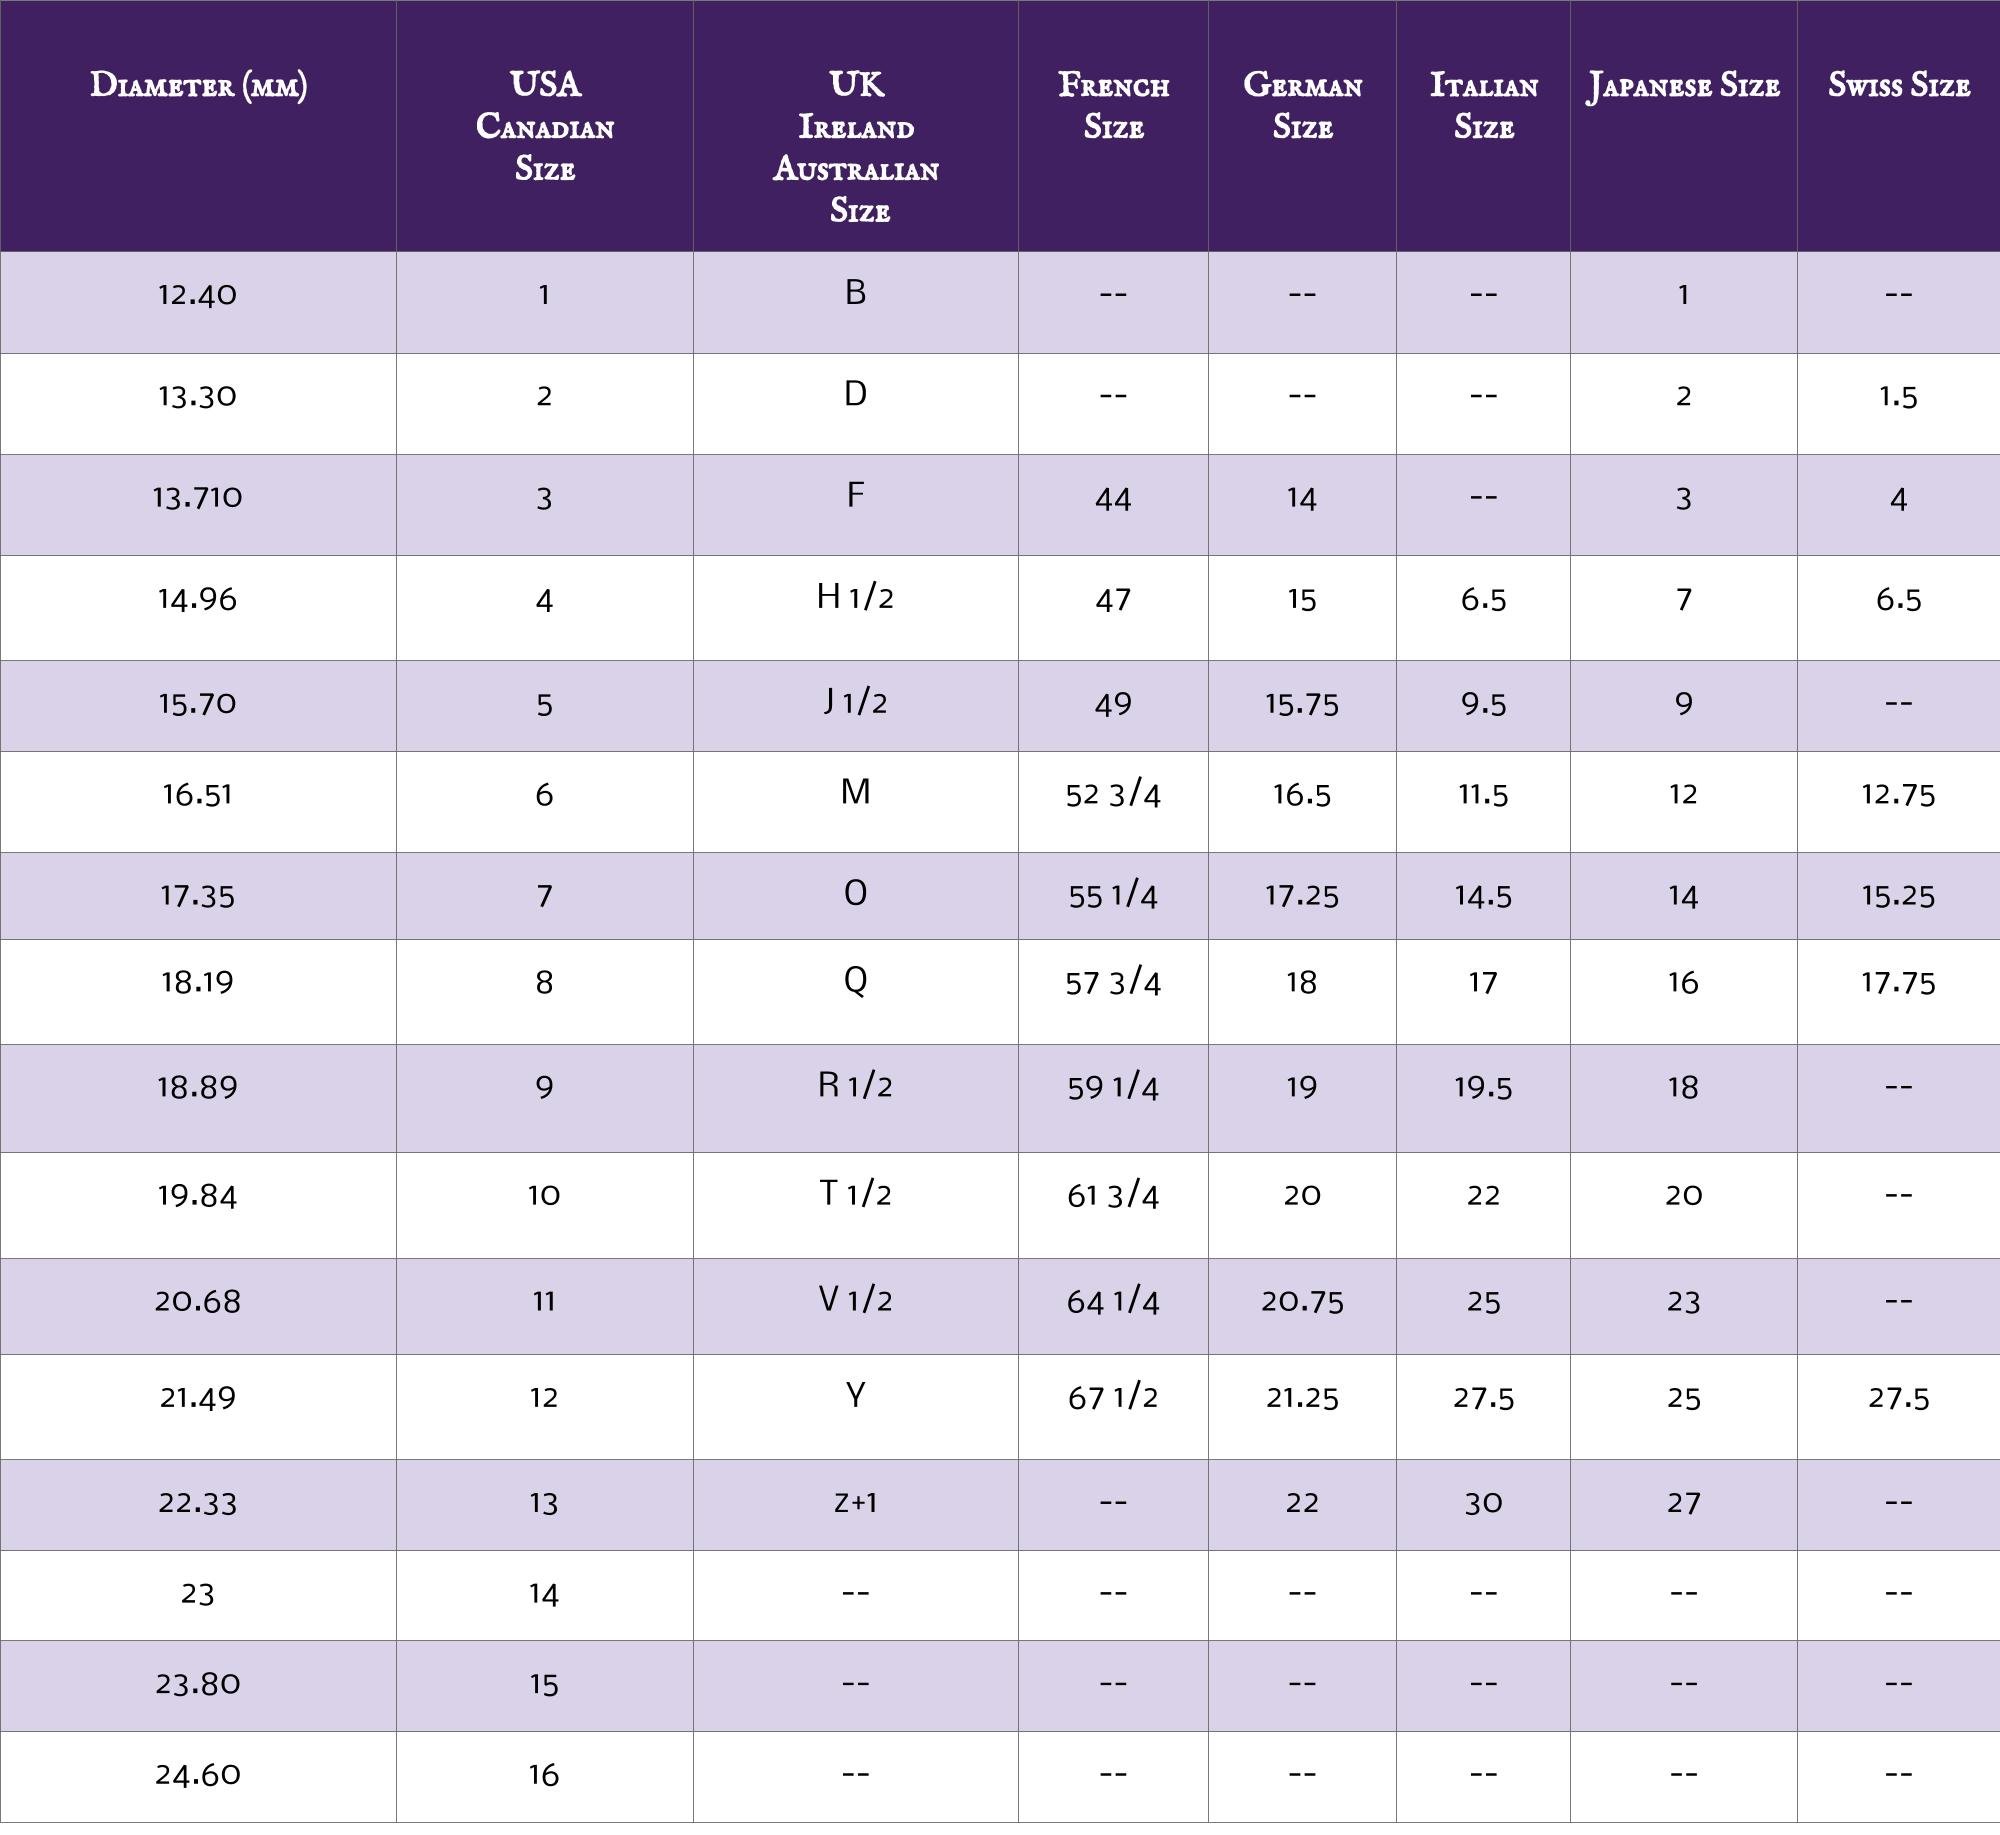 Diameter (mm) USA Canadian Size UK Ireland Australian Size French Size German Size Italian Size Japanese Size Swiss Size
12.40 1 B -- -- -- 1 --
13.30 2 D -- -- -- 2 1.5
13.710 3 F 44 14 -- 3 4
14.96 4 H 1/2 47 15 6.5 7 6.5
15.70 5 J 1/2 49 15.75 9.5 9 --
16.51 6 M 52 3/4 16.5 11.5 12 12.75
17.35 7 O 55 1/4 17.25 14.5 14 15.25
18.19 8 Q 57 3/4 18 17 16 17.75
18.89 9 R 1/2 59 1/4 19 19.5 18 --
19.84 10 T 1/2 61 3/4 20 22 20 --
20.68 11 V 1/2 64 1/4 20.75 25 23 --
21.49 12 Y 67 1/2 21.25 27.5 25 27.5
22.33 13 z+1 -- 22 30 27 --
23 14 -- -- -- -- -- --
23.80 15 -- -- -- -- -- --
24.60 16 -- -- -- -- -- --